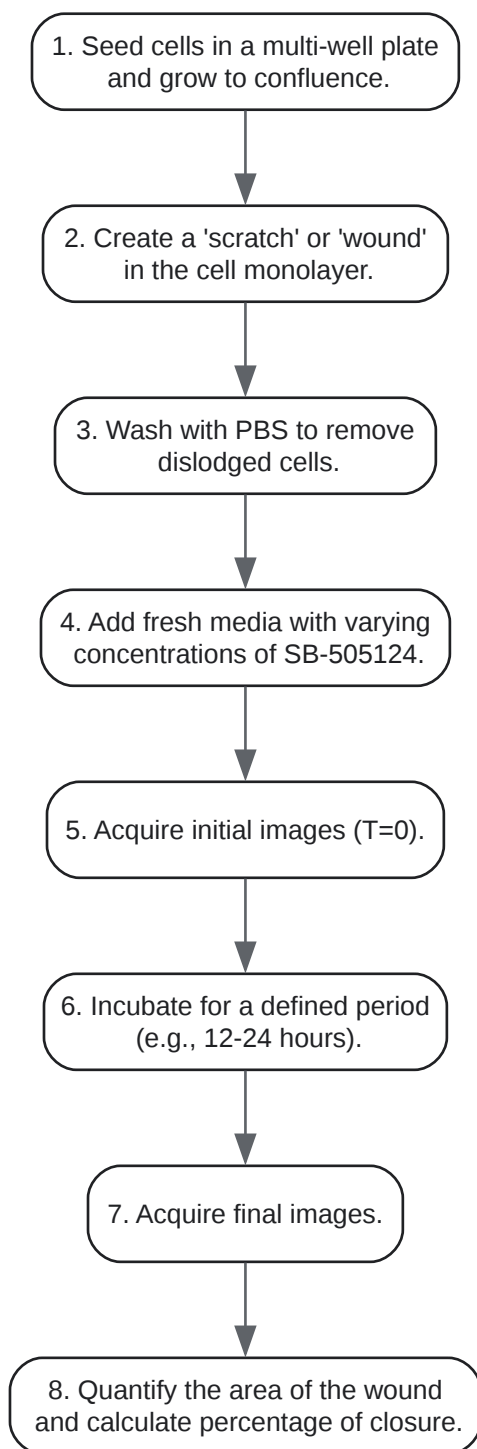 1. Seed cells in a multi-well plate
and grow to confluence.
2. Create a 'scratch' or 'wound'
in the cell monolayer.
3. Wash with PBS to remove
dislodged cells.
4. Add fresh media with varying
concentrations of SB-505124.
5. Acquire initial images (T=0).
6. Incubate for a defined period
(e.g., 12-24 hours).
7. Acquire final images.
8. Quantify the area of the wound
and calculate percentage of closure.